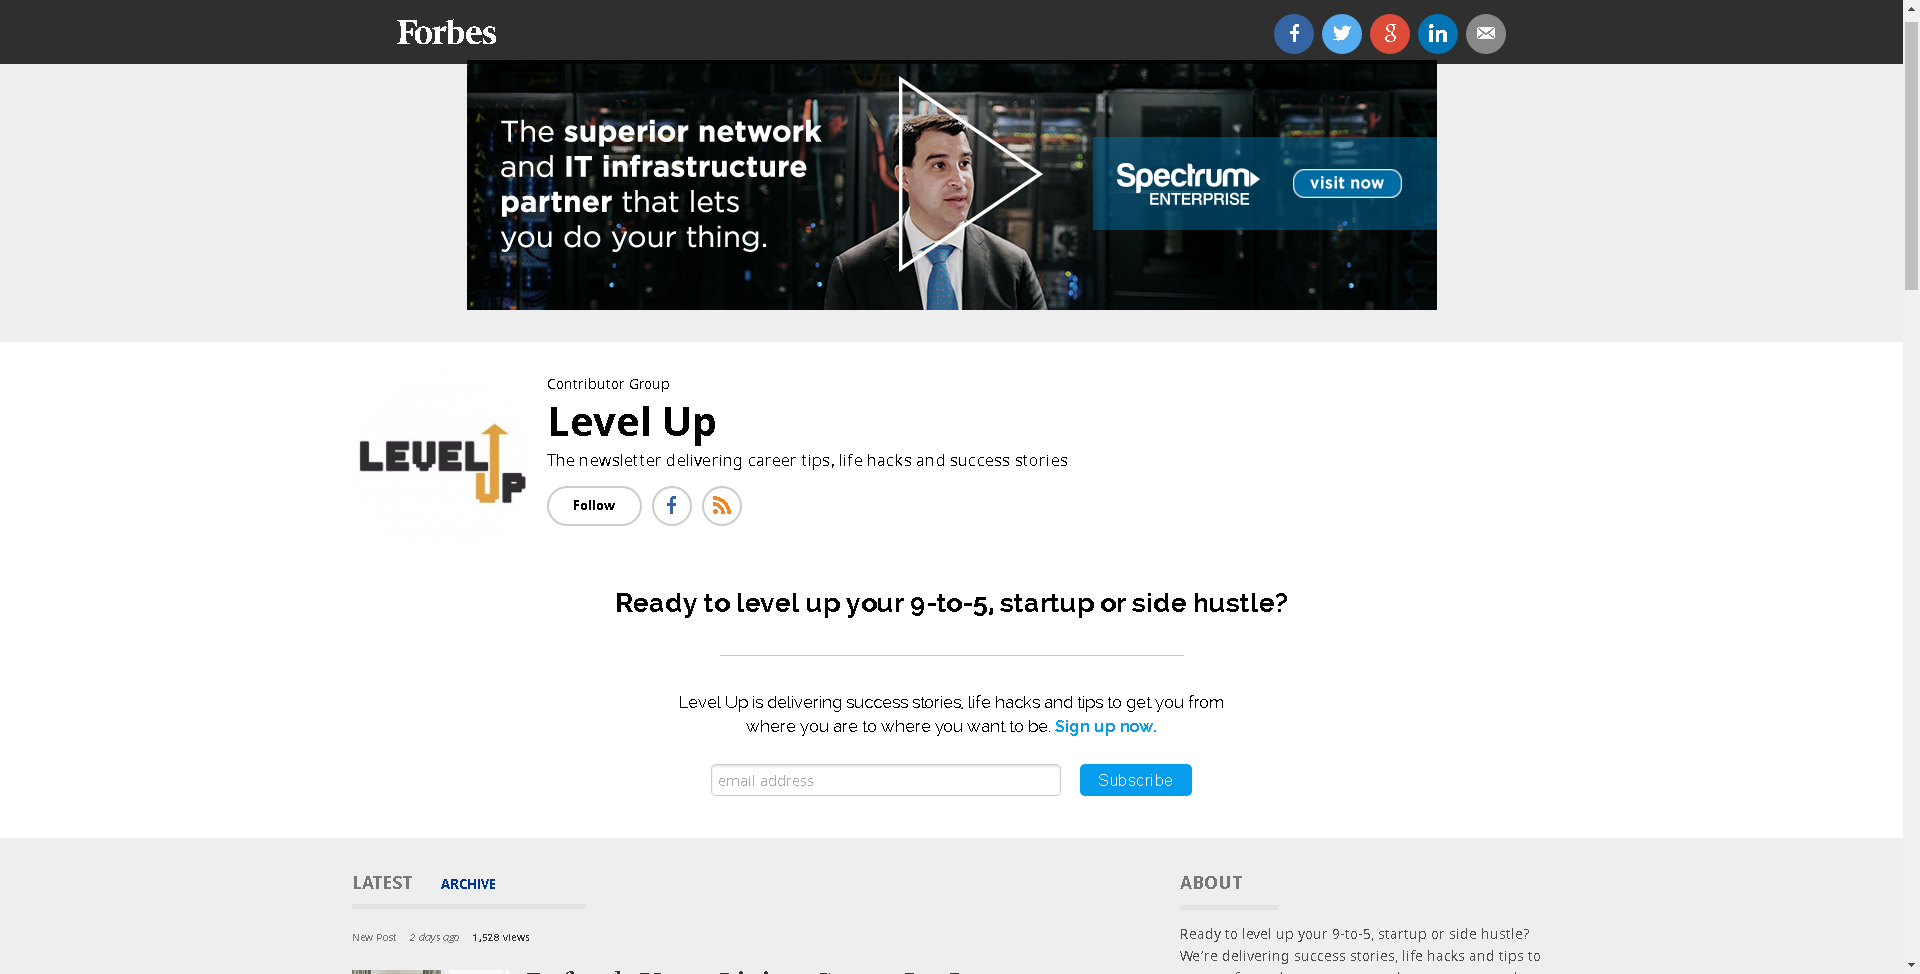 Forbes
The superior network
and IT infrastructure
partner that lets
you do your thing.
Spectrum
ENTERPRISE
visit now
LEVEL UP
Contributor Group
Level Up
The newsletter delivering career tips, life hacks and success stories
Follow
Ready to level up your 9-to-5, startup or side hustle?
Level Up is delivering success stories, life hacks and tips to get you from
where you are to where you want to be. Sign up now.
email address
Subscribe
LATEST ARCHIVE
New Post 2 days ago 1,528 views
ABOUT
Ready to level up your 9-to-5, startup or side hustle?
We're delivering success stories, life hacks and tips to